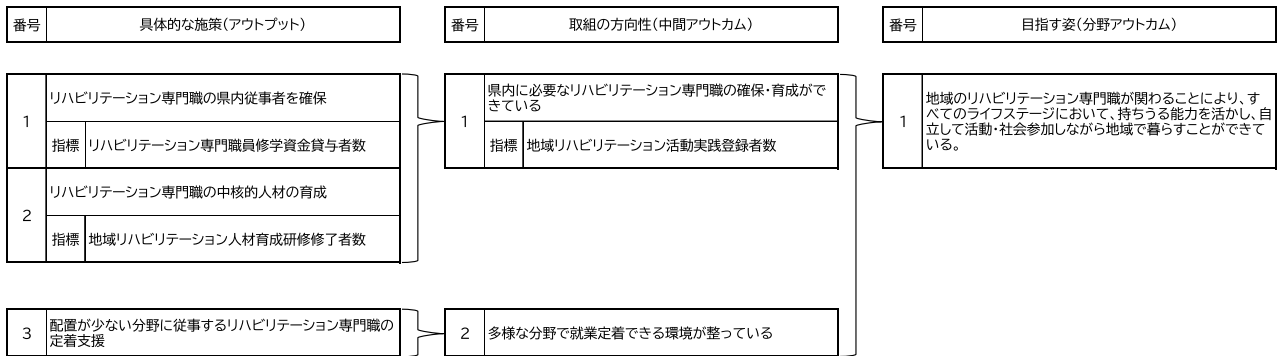 番号
具体的な施策(アウトプット)
番号
取組の方向性(中間アウトカム)
番号
目指す姿(分野アウトカム)
1
リハビリテーション専門職の県内従事者を確保
指標
リハビリテーション専門職員修学資金貸与者数
2
リハビリテーション専門職の中核的人材の育成
指標
地域リハビリテーション人材育成研修修了者数
3
配置が少ない分野に従事するリハビリテーション専門職の
定着支援
1
県内に必要なリハビリテーション専門職の確保・育成がで
きている
指標
地域リハビリテーション活動実践登録者数
2
多様な分野で就業定着できる環境が整っている
1
地域のリハビリテーション専門職が関わることにより、す
べてのライフステージにおいて、持ちうる能力を活かし、自
立して活動・社会参加しながら地域で暮らすことができて
いる。